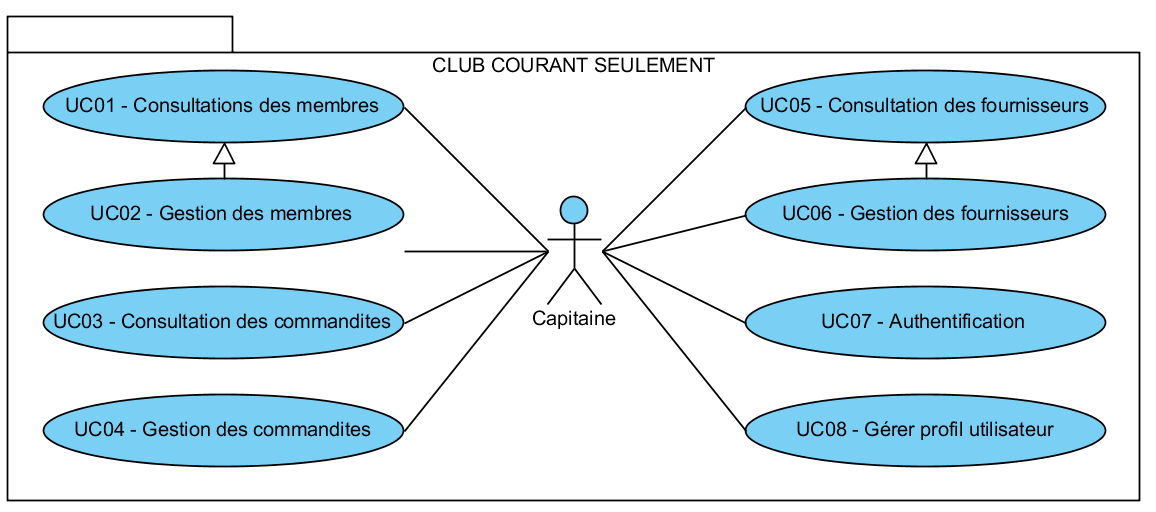 CLUB COURANT SEULEMENT
UC01 - Consultations des membres
UC02 - Gestion des membres
UC03 - Consultation des commandites
UC04 - Gestion des commandites
Capitaine
UC05 - Consultation des fournisseurs
UC06 - Gestion des fournisseurs
UC07 - Authentification
UC08 - Gérer profil utilisateur